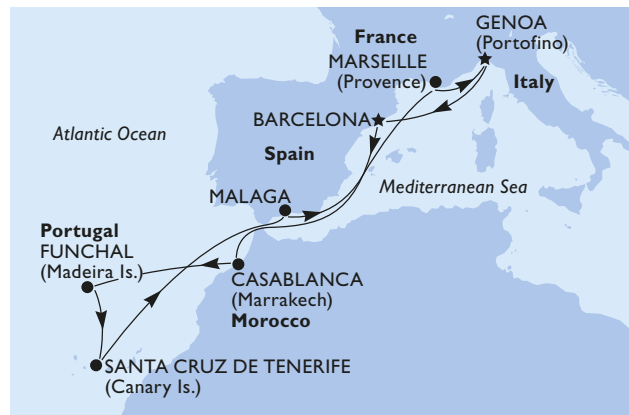 GENOA
(Portofino)
France
MARSEILLE
(Provence)
Italy
BARCELONA
Atlantic Ocean
Spain
Mediterranean Sea
MALAGA
Portugal
FUNCHAL
(Madeira Is.)
CASABLANCA
(Marrakech)
Morocco
SANTA CRUZ DE TENERIFE
(Canary Is.)